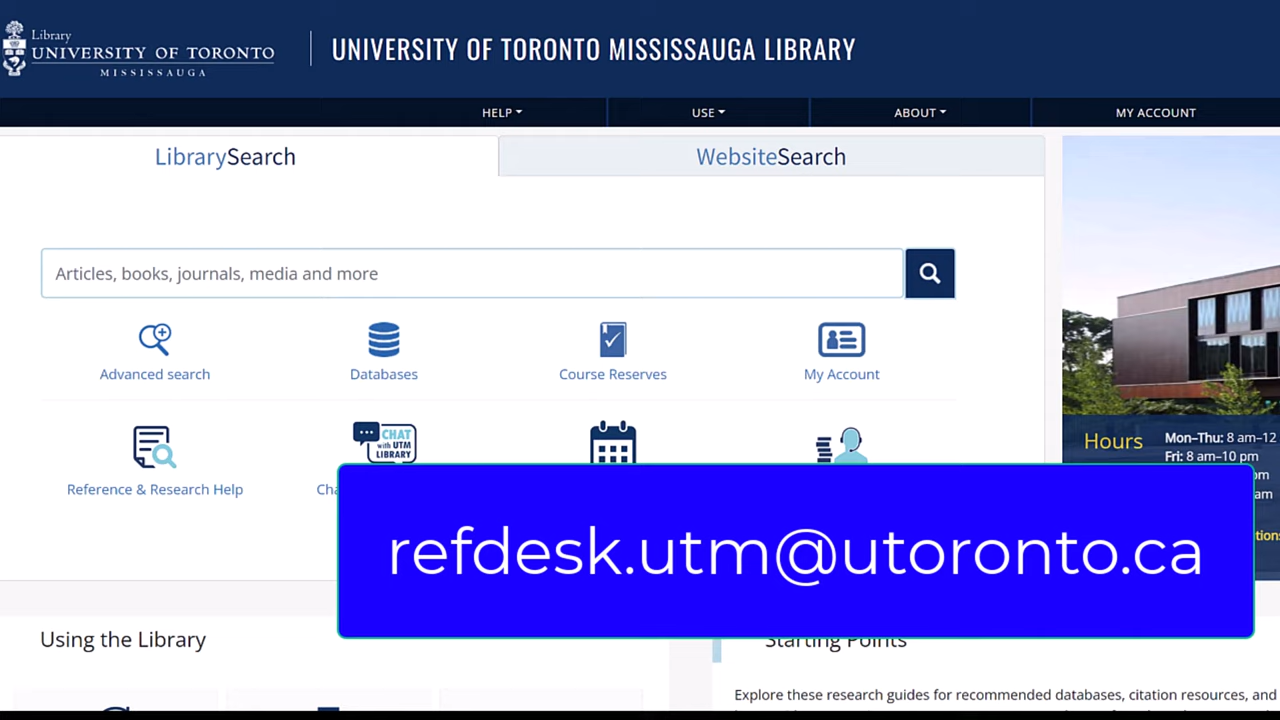 Library
UNIVERSITY OF TORONTO
MISSISSAUGA
UNIVERSITY OF TORONTO MISSISSAUGA LIBRARY
HELP
USE
ABOUT
MY ACCOUNT
LibrarySearch
WebsiteSearch
Articles, books, journals, media and more
Advanced search
Databases
Course Reserves
My Account
CHAT
with UTM
LIBRARY
Reference & Research Help
Hours
Mon–Thu: 8 am–12
Fri: 8 am–10 pm
refdesk.utm@utoronto.ca
Using the Library
Starting Points
Explore these research guides for recommended databases, citation resources, and